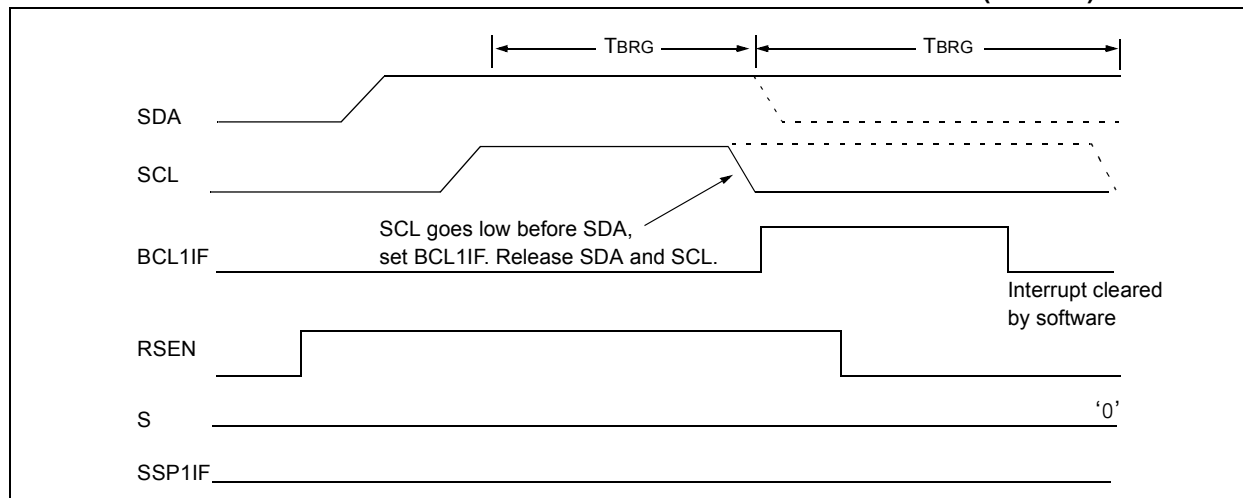 TBRG TBRG
SDA
SCL
SCL goes low before SDA,
set BCL1IF. Release SDA and SCL.
BCL1IF
Interrupt cleared
by software
RSEN
S
‘0’
SSP1IF